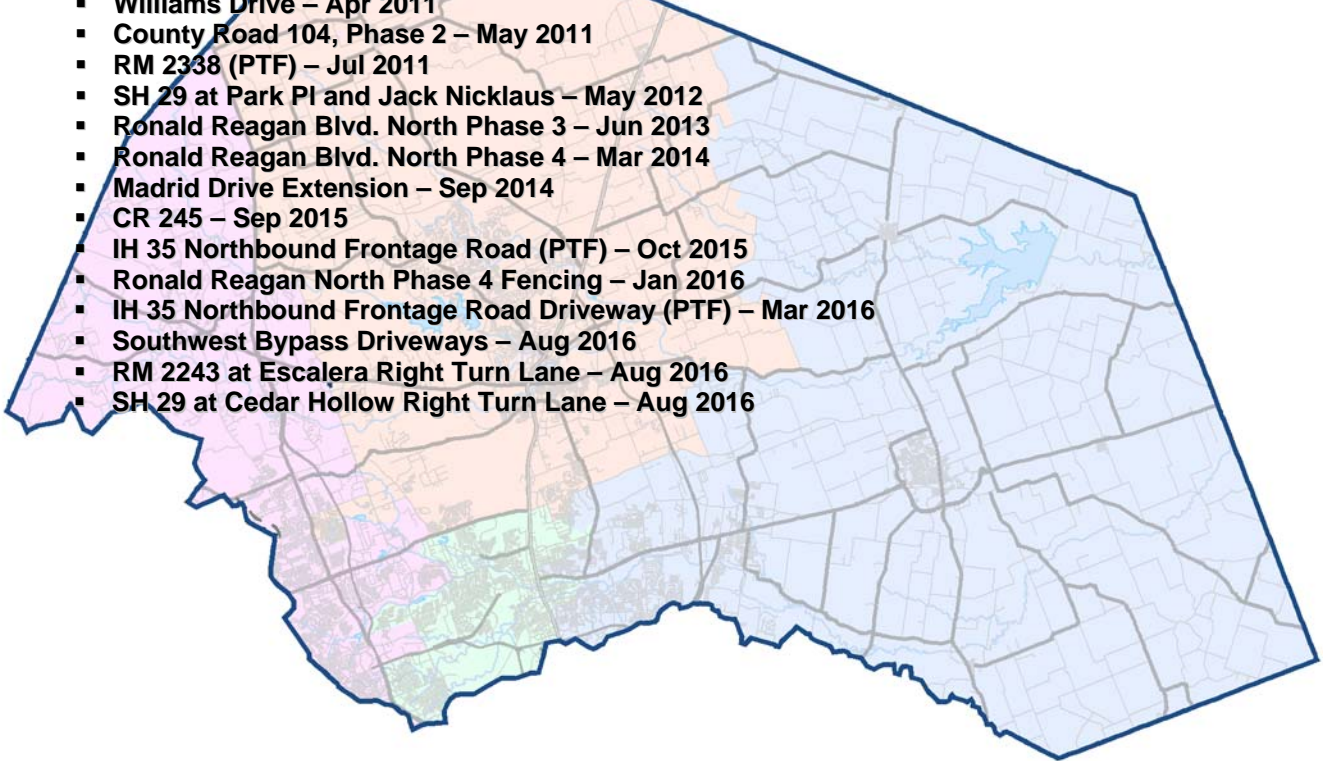 ▪ Williams Drive – Apr 2011
▪ County Road 104, Phase 2 – May 2011
▪ RM 2338 (PTF) – Jul 2011
▪ SH 29 at Park Pl and Jack Nicklaus – May 2012
▪ Ronald Reagan Blvd. North Phase 3 – Jun 2013
▪ Ronald Reagan Blvd. North Phase 4 – Mar 2014
▪ Madrid Drive Extension – Sep 2014
▪ CR 245 – Sep 2015
▪ IH 35 Northbound Frontage Road (PTF) – Oct 2015
▪ Ronald Reagan North Phase 4 Fencing – Jan 2016
▪ IH 35 Northbound Frontage Road Driveway (PTF) – Mar 2016
▪ Southwest Bypass Driveways – Aug 2016
▪ RM 2243 at Escalera Right Turn Lane – Aug 2016
▪ SH 29 at Cedar Hollow Right Turn Lane – Aug 2016